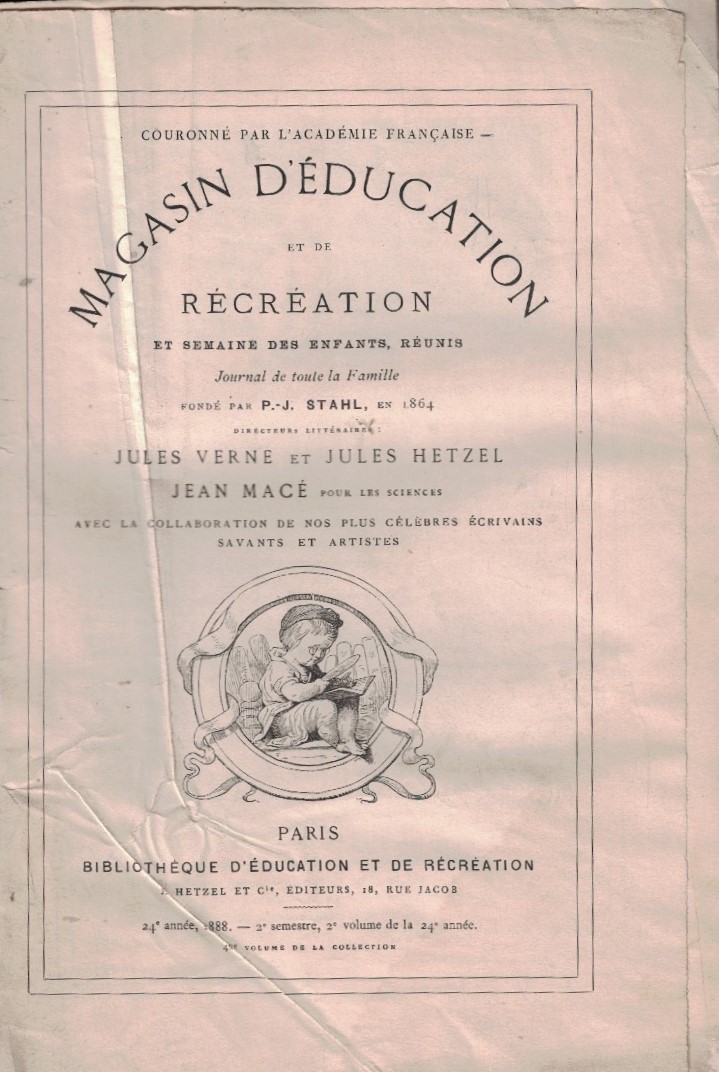 COURONNÉ PAR L'ACADÉMIE FRANÇAISE —
MAGASIN D'ÉDUCATION
ET DE
RÉCRÉATION
ET SEMAINE DES ENFANTS, RÉUNIS
Journal de toute la Famille
FONDÉ PAR P.-J. STAHL, EN 1864
DIRECTEURS LITTÉRAIRES :
JULES VERNE ET JULES HETZEL
JEAN MACÉ POUR LES SCIENCES
AVEC LA COLLABORATION DE NOS PLUS CÉLÈBRES ÉCRIVAINS
SAVANTS ET ARTISTES
PARIS
BIBLIOTHÈQUE D'ÉDUCATION ET DE RÉCRÉATION
HETZEL ET Cie, ÉDITEURS, 18, RUE JACOB
24e année, 1888. — 2e semestre, 2e volume de la 24e année.
VOLUME DE LA COLLECTION